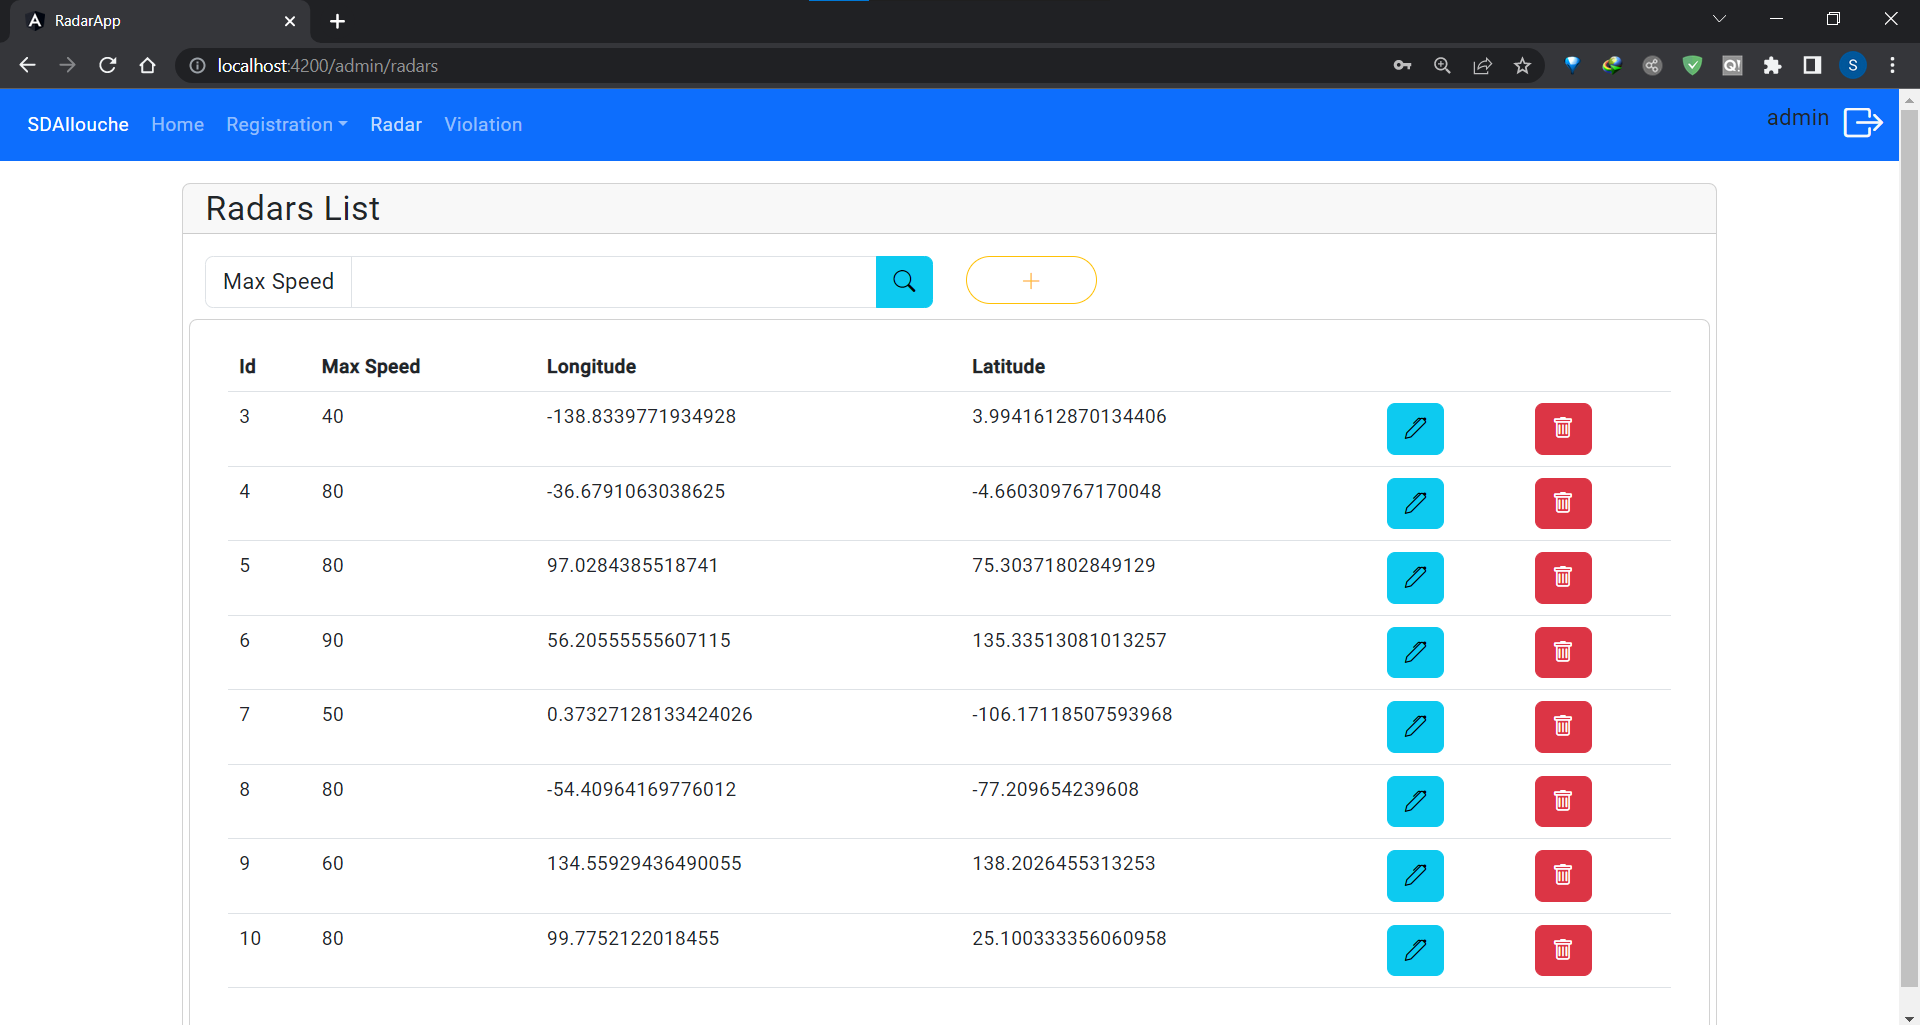 RadarApp
localhost:4200/admin/radars
S
SDAllouche Home Registration Radar Violation admin
Radars List
Max Speed
+
Id Max Speed Longitude Latitude
3 40 -138.8339771934928 3.9941612870134406
4 80 -36.6791063038625 -4.660309767170048
5 80 97.0284385518741 75.30371802849129
6 90 56.20555555607115 135.33513081013257
7 50 0.37327128133424026 -106.17118507593968
8 80 -54.40964169776012 -77.209654239608
9 60 134.55929436490055 138.2026455313253
10 80 99.7752122018455 25.100333356060958